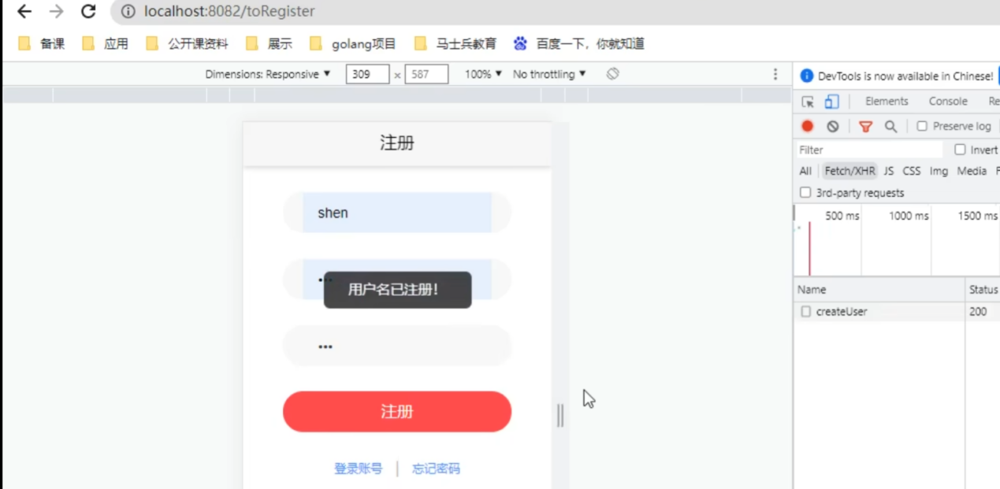 localhost:8082/toRegister
备课 应用 公开课资料 展示 golang项目 马士兵教育 百度一下，你就知道
Dimensions: Responsive ▼ 309 × 587 100% ▼ No throttling ▼
DevTools is now available in Chinese!
Elements Console Re
Preserve log
Filter Invert
All Fetch/XHR JS CSS Img Media F
3rd-party requests
500 ms 1000 ms 1500 ms
Name Status
createUser 200
注册
shen
用户名已注册！
•••
注册
登录账号 | 忘记密码